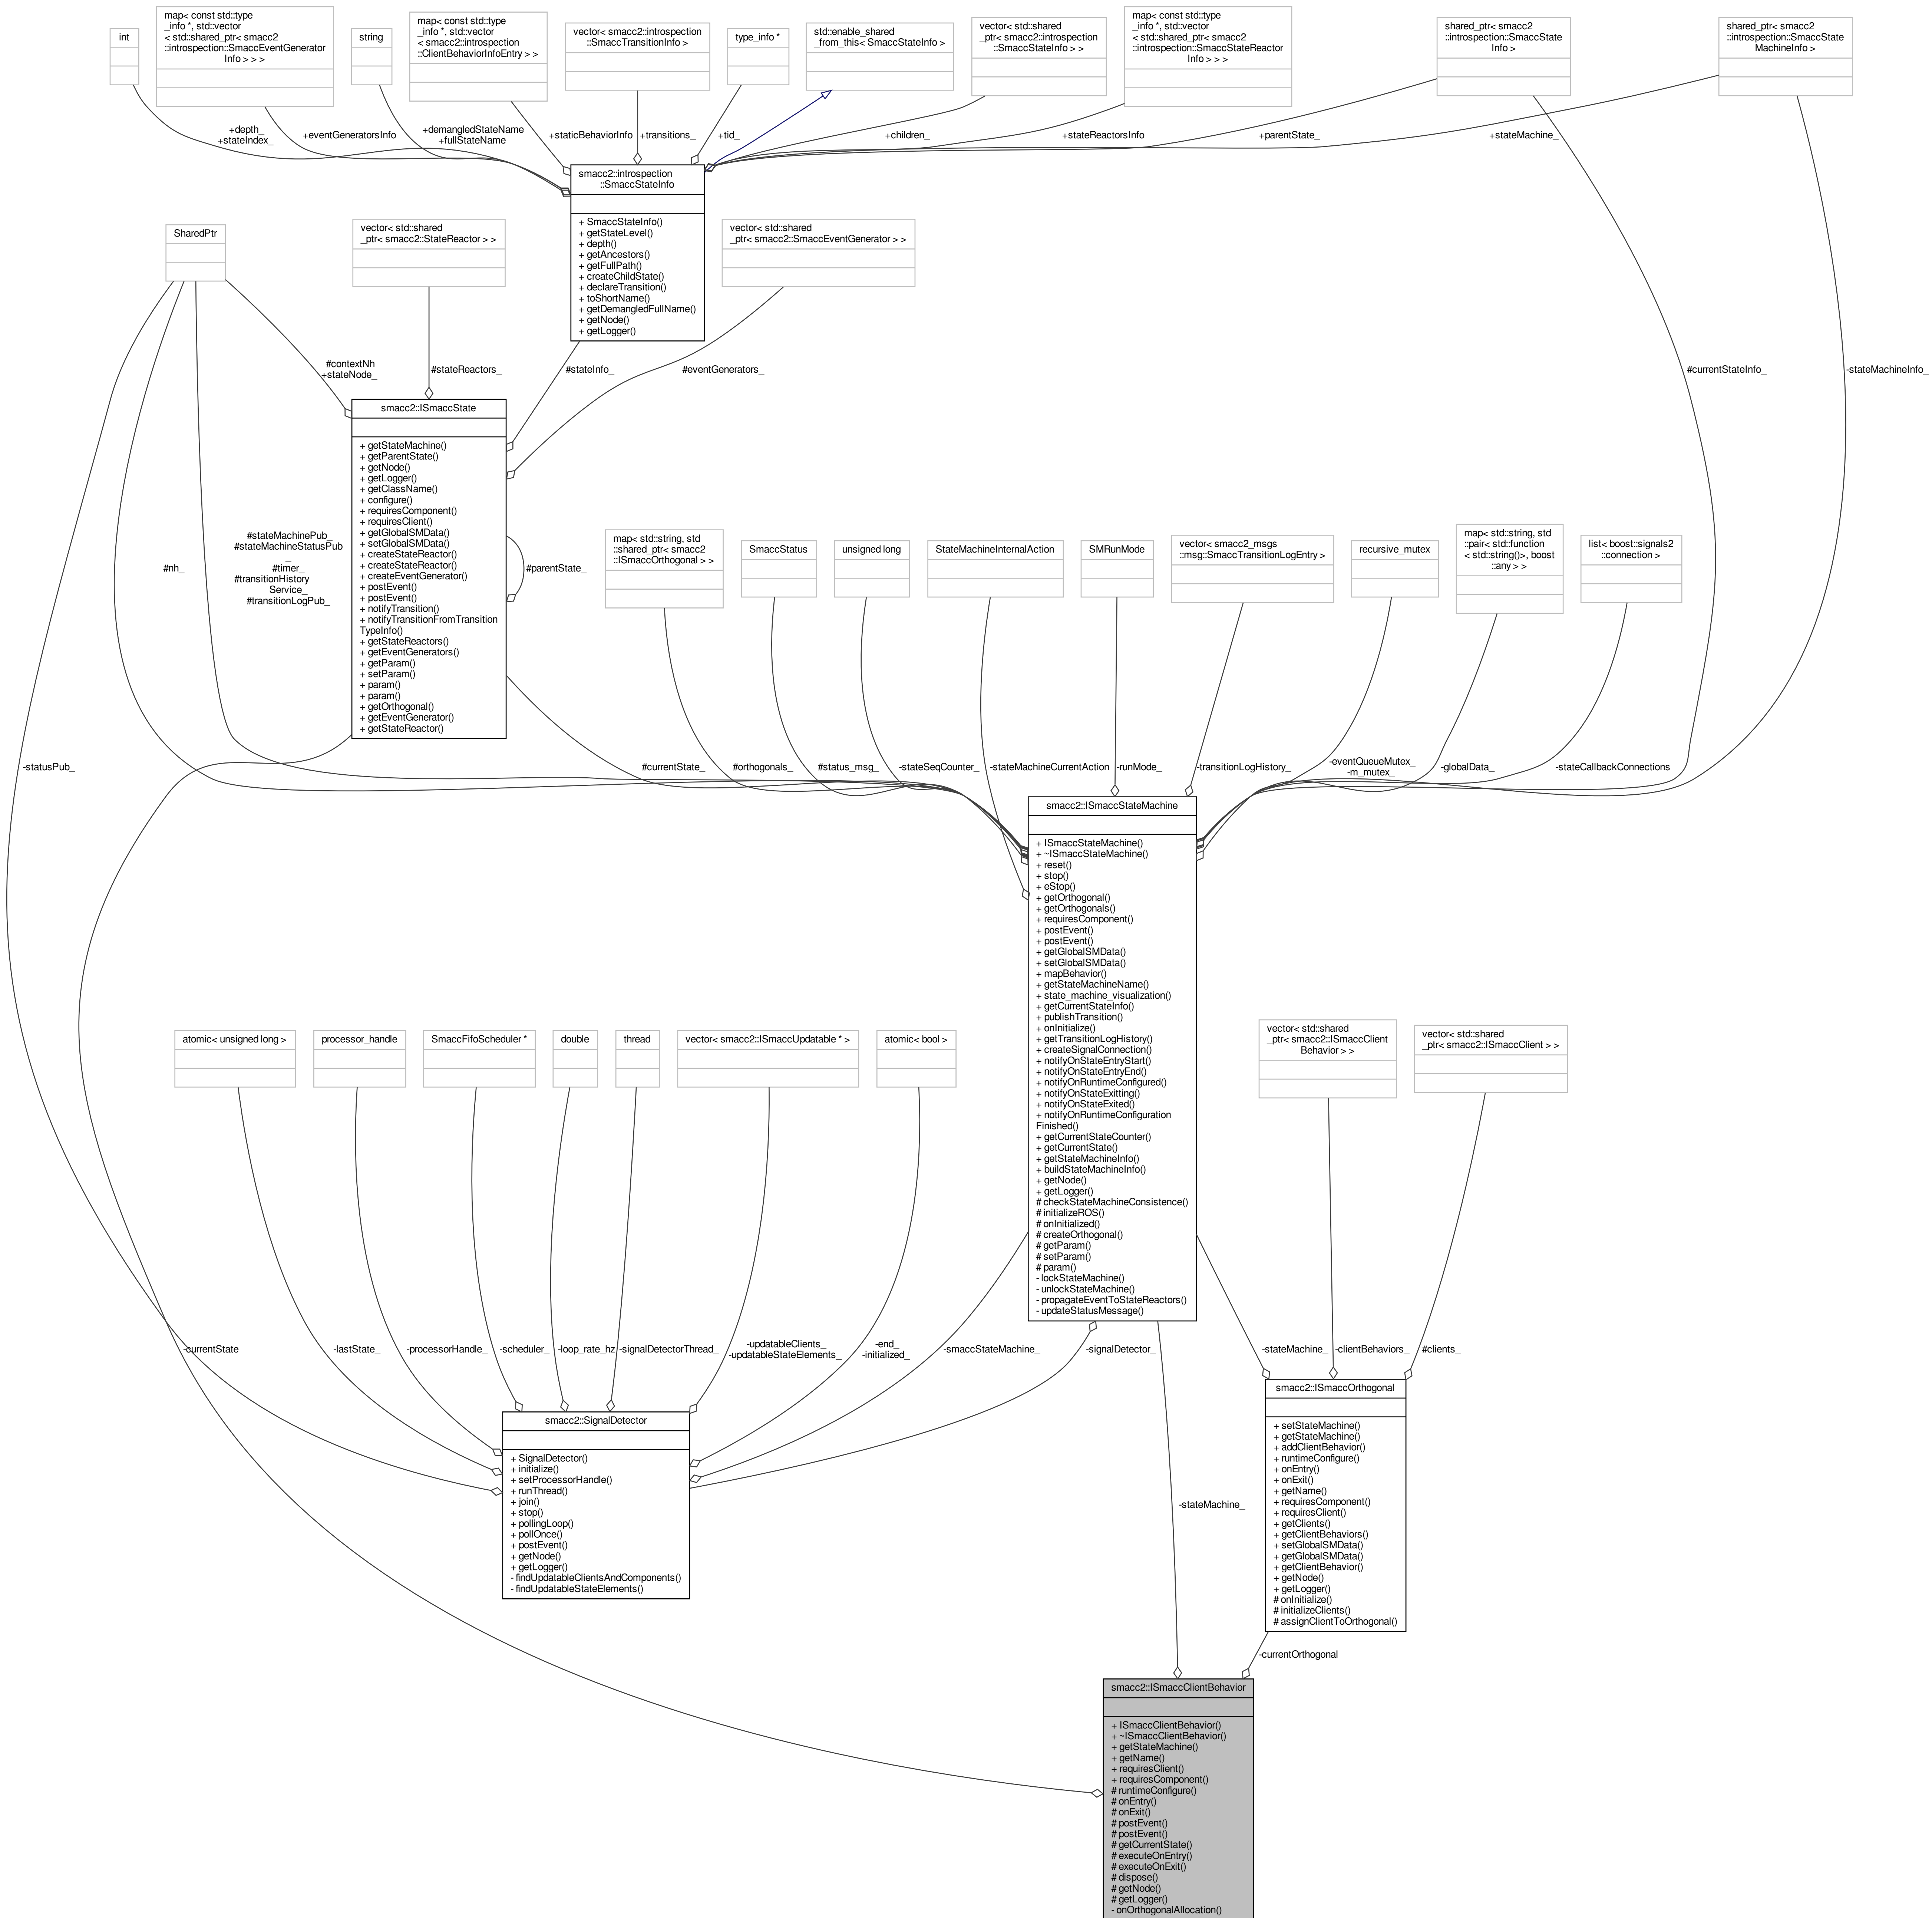 int
map< const std::type
_info *, std::vector
< std::shared_ptr< smacc2
::introspection::SmaccEventGenerator
Info > > >
string
map< const std::type
_info *, std::vector
< smacc2::introspection
::ClientBehaviorInfoEntry > >
vector< smacc2::introspection
::SmaccTransitionInfo >
type_info *
std::enable_shared
_from_this< SmaccStateInfo >
vector< std::shared
_ptr< smacc2::introspection
::SmaccStateInfo > >
map< const std::type
_info *, std::vector
< std::shared_ptr< smacc2
::introspection::SmaccStateReactor
Info > > >
shared_ptr< smacc2
::introspection::SmaccState
Info >
shared_ptr< smacc2
::introspection::SmaccState
MachineInfo >
+depth_
+stateIndex_
+eventGeneratorsInfo
+demangledStateName
+fullStateName
+staticBehaviorInfo
+transitions_
+tid_
+children_
+stateReactorsInfo
+parentState_
+stateMachine_
smacc2::introspection
::SmaccStateInfo
+ SmaccStateInfo()
+ getStateLevel()
+ depth()
+ getAncestors()
+ getFullPath()
+ createChildState()
+ declareTransition()
+ toShortName()
+ getDemangledFullName()
+ getNode()
+ getLogger()
SharedPtr
vector< std::shared
_ptr< smacc2::StateReactor > >
vector< std::shared
_ptr< smacc2::SmaccEventGenerator > >
#contextNh
+stateNode_
#stateReactors_
#stateInfo_
#eventGenerators_
#currentStateInfo_
-stateMachineInfo_
smacc2::ISmaccState
+ getStateMachine()
+ getParentState()
+ getNode()
+ getLogger()
+ getClassName()
+ configure()
+ requiresComponent()
+ requiresClient()
+ getGlobalSMData()
+ setGlobalSMData()
+ createStateReactor()
+ createStateReactor()
+ createEventGenerator()
+ postEvent()
+ postEvent()
+ notifyTransition()
+ notifyTransitionFromTransition
TypeInfo()
+ getStateReactors()
+ getEventGenerators()
+ getParam()
+ setParam()
+ param()
+ param()
+ getOrthogonal()
+ getEventGenerator()
+ getStateReactor()
#parentState_
#nh_
#stateMachinePub_
#stateMachineStatusPub
_
#timer_
#transitionHistory
Service_
#transitionLogPub_
map< std::string, std
::shared_ptr< smacc2
::ISmaccOrthogonal > >
SmaccStatus
unsigned long
StateMachineInternalAction
SMRunMode
vector< smacc2_msgs
::msg::SmaccTransitionLogEntry >
recursive_mutex
map< std::string, std
::pair< std::function
< std::string()>, boost
::any > >
list< boost::signals2
::connection >
-statusPub_
#currentState_
#orthogonals_
#status_msg_
-stateSeqCounter_
-stateMachineCurrentAction
-runMode_
-transitionLogHistory_
-eventQueueMutex_
-m_mutex_
-globalData_
-stateCallbackConnections
smacc2::ISmaccStateMachine
+ ISmaccStateMachine()
+ ~ISmaccStateMachine()
+ reset()
+ stop()
+ eStop()
+ getOrthogonal()
+ getOrthogonals()
+ requiresComponent()
+ postEvent()
+ postEvent()
+ getGlobalSMData()
+ setGlobalSMData()
+ mapBehavior()
+ getStateMachineName()
+ state_machine_visualization()
+ getCurrentStateInfo()
+ publishTransition()
+ onInitialize()
+ getTransitionLogHistory()
+ createSignalConnection()
+ notifyOnStateEntryStart()
+ notifyOnStateEntryEnd()
+ notifyOnRuntimeConfigured()
+ notifyOnStateExitting()
+ notifyOnStateExited()
+ notifyOnRuntimeConfiguration
Finished()
+ getCurrentStateCounter()
+ getCurrentState()
+ getStateMachineInfo()
+ buildStateMachineInfo()
+ getNode()
+ getLogger()
# checkStateMachineConsistence()
# initializeROS()
# onInitialized()
# createOrthogonal()
# getParam()
# setParam()
# param()
- lockStateMachine()
- unlockStateMachine()
- propagateEventToStateReactors()
- updateStatusMessage()
atomic< unsigned long >
processor_handle
SmaccFifoScheduler *
double
thread
vector< smacc2::ISmaccUpdatable * >
atomic< bool >
vector< std::shared
_ptr< smacc2::ISmaccClient
Behavior > >
vector< std::shared
_ptr< smacc2::ISmaccClient > >
-currentState
-lastState_
-processorHandle_
-scheduler_
-loop_rate_hz
-signalDetectorThread_
-updatableClients_
-updatableStateElements_
-end_
-initialized_
-smaccStateMachine_
-signalDetector_
-stateMachine_
-clientBehaviors_
#clients_
smacc2::SignalDetector
+ SignalDetector()
+ initialize()
+ setProcessorHandle()
+ runThread()
+ join()
+ stop()
+ pollingLoop()
+ pollOnce()
+ postEvent()
+ getNode()
+ getLogger()
- findUpdatableClientsAndComponents()
- findUpdatableStateElements()
smacc2::ISmaccOrthogonal
+ setStateMachine()
+ getStateMachine()
+ addClientBehavior()
+ runtimeConfigure()
+ onEntry()
+ onExit()
+ getName()
+ requiresComponent()
+ requiresClient()
+ getClients()
+ getClientBehaviors()
+ setGlobalSMData()
+ getGlobalSMData()
+ getClientBehavior()
+ getNode()
+ getLogger()
# onInitialize()
# initializeClients()
# assignClientToOrthogonal()
-stateMachine_
-currentOrthogonal
smacc2::ISmaccClientBehavior
+ ISmaccClientBehavior()
+ ~ISmaccClientBehavior()
+ getStateMachine()
+ getName()
+ requiresClient()
+ requiresComponent()
# runtimeConfigure()
# onEntry()
# onExit()
# postEvent()
# postEvent()
# getCurrentState()
# executeOnEntry()
# executeOnExit()
# dispose()
# getNode()
# getLogger()
- onOrthogonalAllocation()